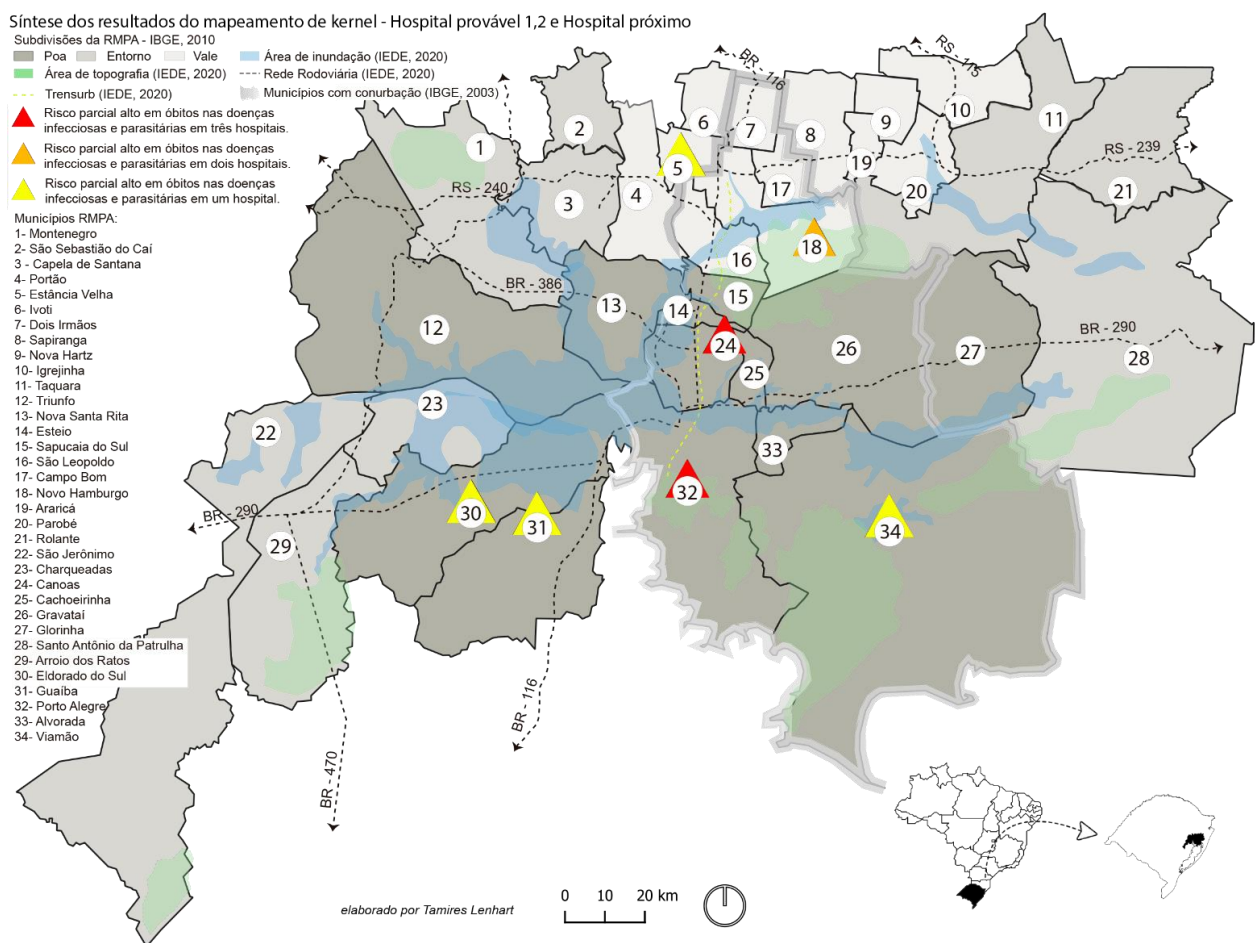 Síntese dos resultados do mapeamento de kernel - Hospital provável 1,2 e Hospital próximo
Subdivisões da RMPA - IBGE, 2010
Poa Entorno Vale
Área de topografia (IEDE, 2020)
Trensurb (IEDE, 2020)
Área de inundação (IEDE, 2020)
Rede Rodoviária (IEDE, 2020)
Municípios com conurbação (IBGE, 2003)
Risco parcial alto em óbitos nas doenças
infecciosas e parasitárias em três hospitais.
Risco parcial alto em óbitos nas doenças
infecciosas e parasitárias em dois hospitais.
Risco parcial alto em óbitos nas doenças
infecciosas e parasitárias em um hospital.
Municípios RMPA:
1- Montenegro
2- São Sebastião do Caí
3 - Capela de Santana
4- Portão
5- Estância Velha
6- Ivoti
7- Dois Irmãos
8- Sapiranga
9- Nova Hartz
10- Igrejinha
11- Taquara
12- Triunfo
13- Nova Santa Rita
14- Esteio
15- Sapucaia do Sul
16- São Leopoldo
17- Campo Bom
18- Novo Hamburgo
19- Araricá
20- Parobé
21- Rolante
22- São Jerônimo
23- Charqueadas
24- Canoas
25- Cachoeirinha
26- Gravataí
27- Glorinha
28- Santo Antônio da Patrulha
29- Arroio dos Ratos
30- Eldorado do Sul
31- Guaíba
32- Porto Alegre
33- Alvorada
34- Viamão
BR - 116
RS - 115
1
2
3
4
5
6
7
8
9
10
11
RS - 239
RS - 240
19
17
20
21
18
16
BR - 386
12
13
14
15
24
25
26
27
BR - 290
28
23
22
33
32
34
30
31
BR - 290
29
BR - 116
BR - 470
elaborado por Tamires Lenhart
0 10 20 km